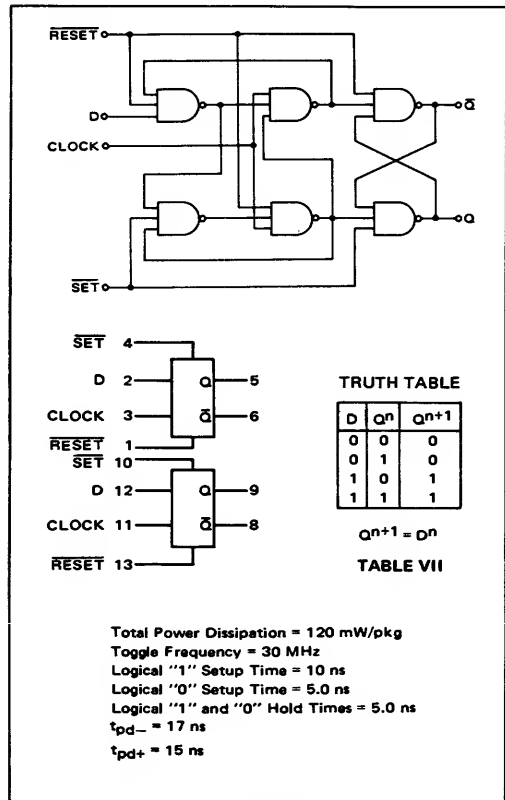 RESET
D
CLOCK
SET
Q̅
Q
SET 4
D 2 Q 5
CLOCK 3 Q̅ 6
RESET 1
SET 10
D 12 Q 9
CLOCK 11 Q̅ 8
RESET 13
TRUTH TABLE
D Qn Qn+1
0 0 0
0 1 0
1 0 1
1 1 1
Qn+1 = Dn
TABLE VII
Total Power Dissipation = 120 mW/pkg
Toggle Frequency = 30 MHz
Logical "1" Setup Time = 10 ns
Logical "0" Setup Time = 5.0 ns
Logical "1" and "0" Hold Times = 5.0 ns
tpd− = 17 ns
tpd+ = 15 ns